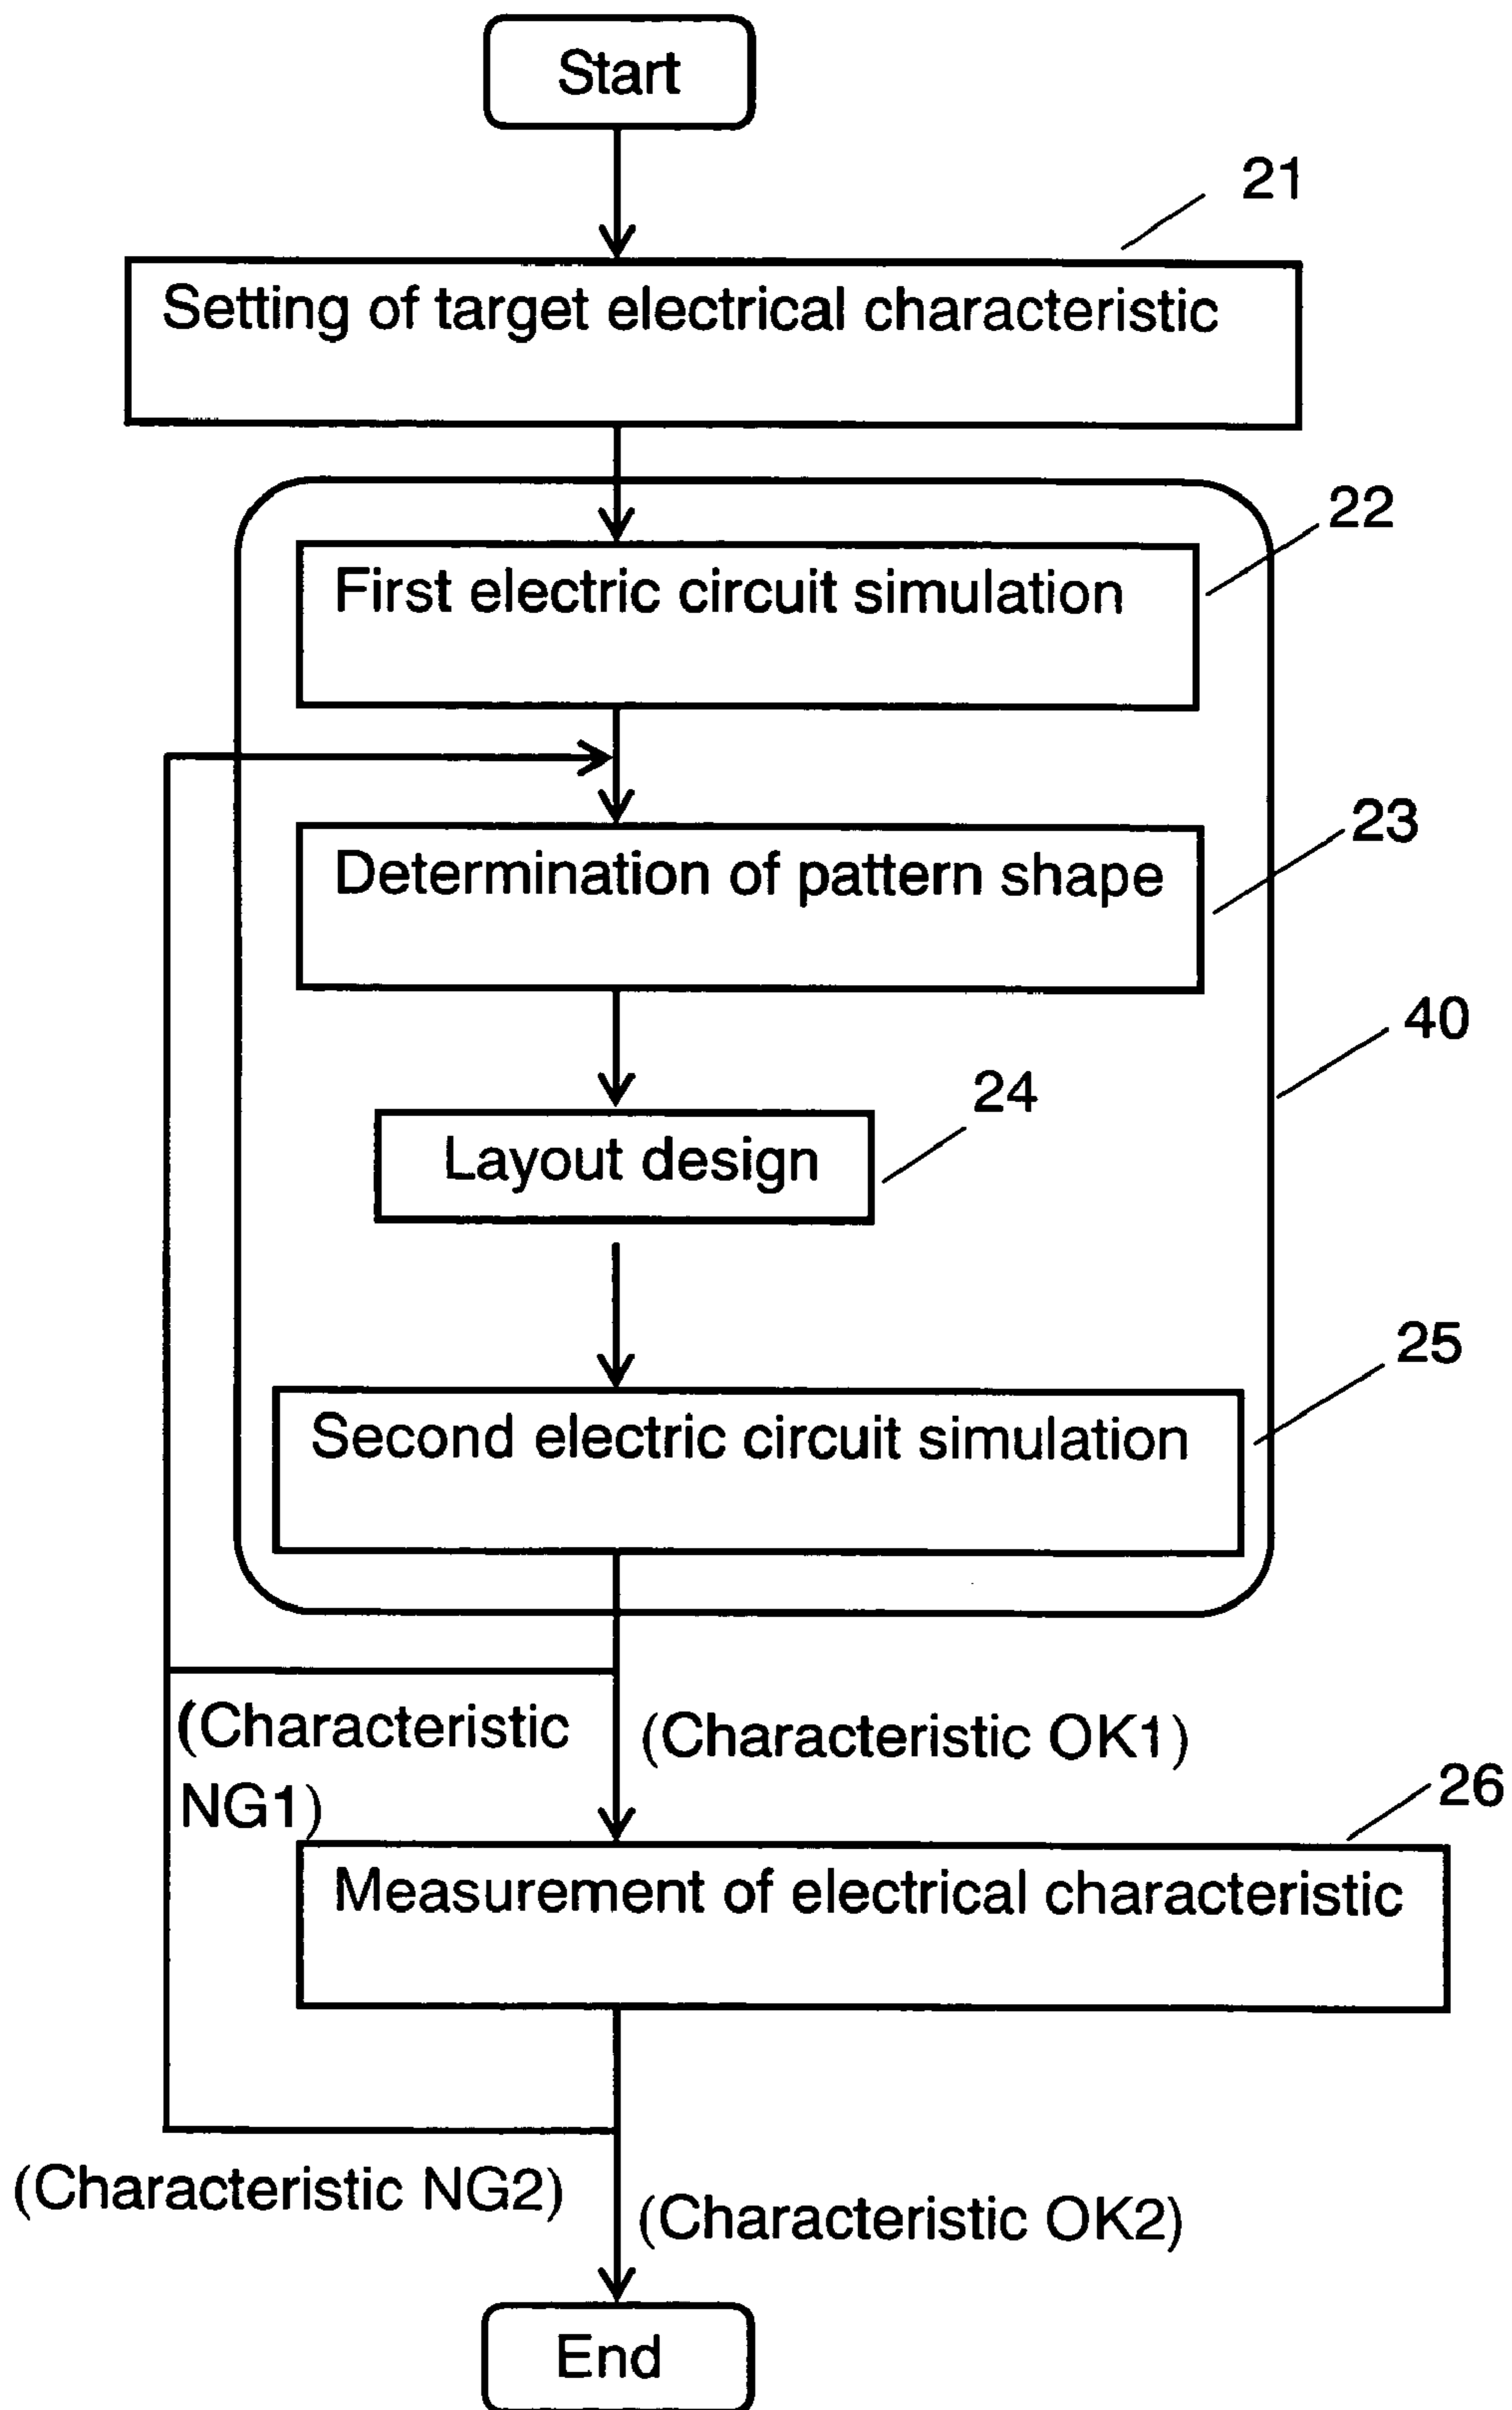 Start
21
Setting of target electrical characteristic
22
First electric circuit simulation
23
Determination of pattern shape
40
24
Layout design
25
Second electric circuit simulation
(Characteristic
NG1)
(Characteristic OK1)
26
Measurement of electrical characteristic
(Characteristic NG2)
(Characteristic OK2)
End